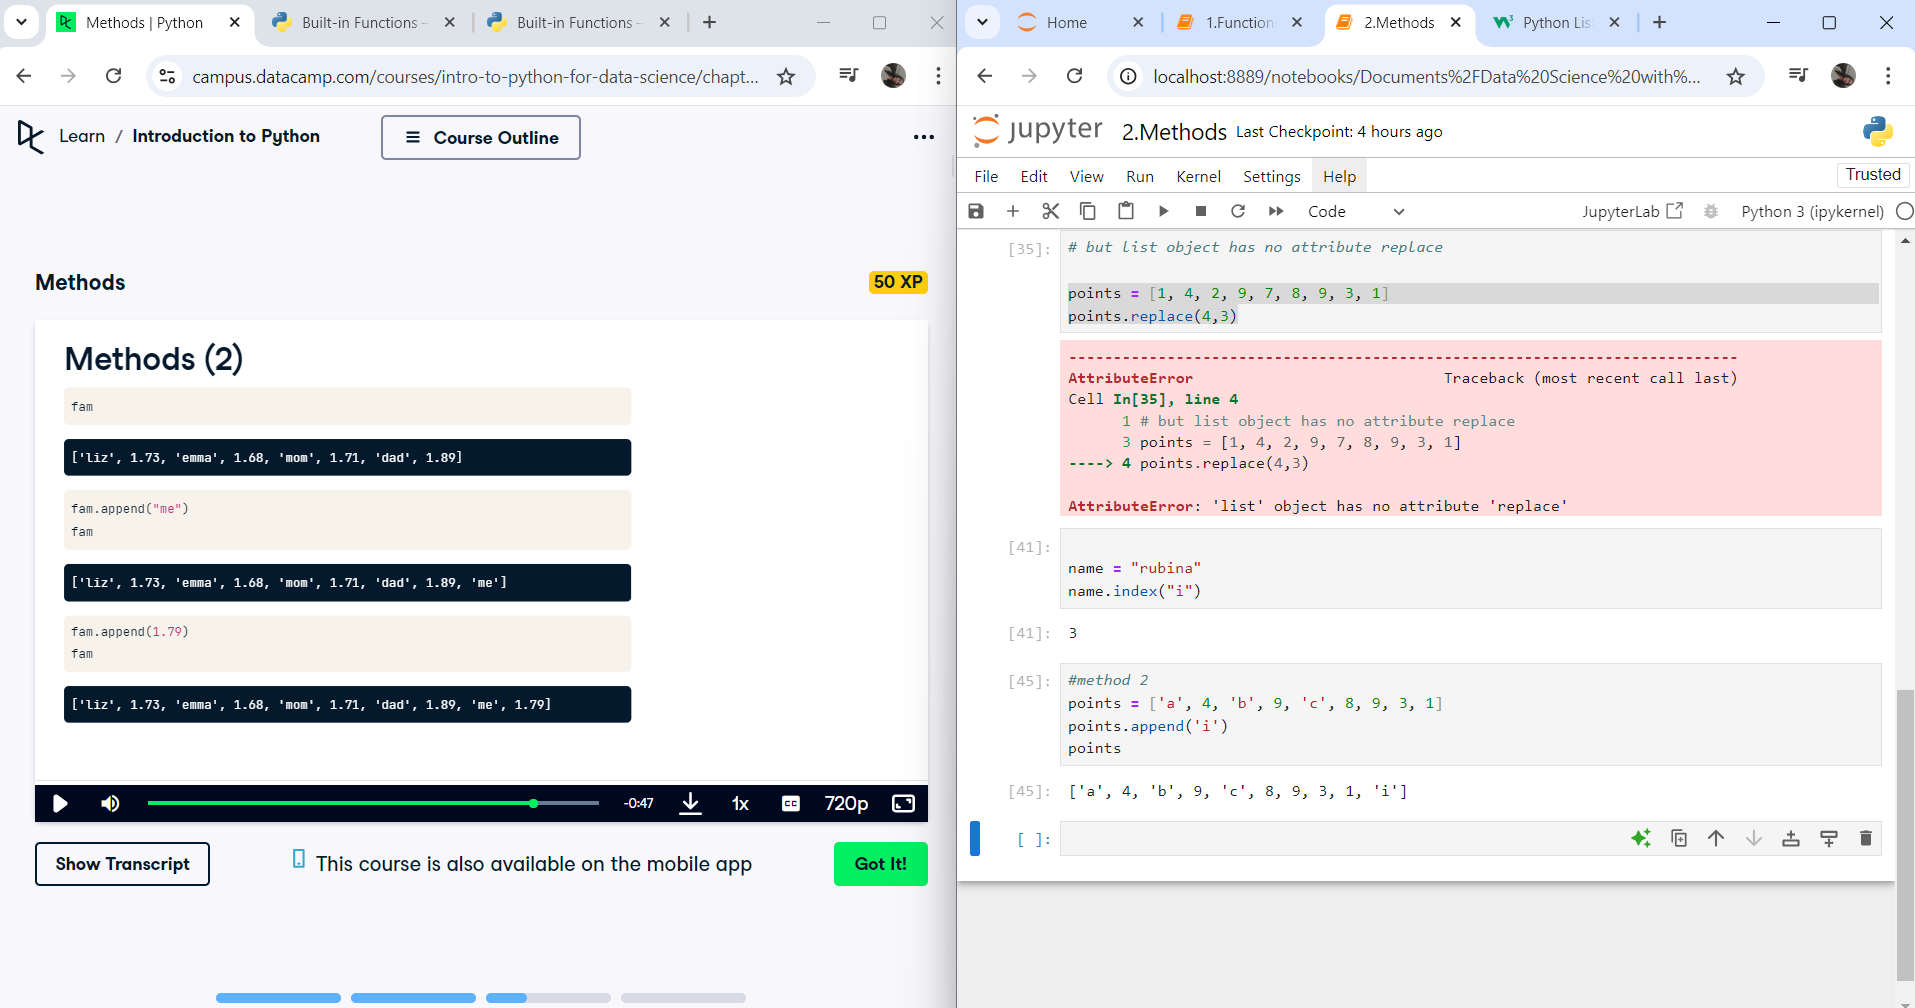 Methods | Python
Built-in Functions –
Built-in Functions –
campus.datacamp.com/courses/intro-to-python-for-data-science/chapt...
Learn / Introduction to Python
Course Outline
Methods
50 XP
Methods (2)
fam
['liz', 1.73, 'emma', 1.68, 'mom', 1.71, 'dad', 1.89]
fam.append("me")
fam
['liz', 1.73, 'emma', 1.68, 'mom', 1.71, 'dad', 1.89, 'me']
fam.append(1.79)
fam
['liz', 1.73, 'emma', 1.68, 'mom', 1.71, 'dad', 1.89, 'me', 1.79]
-0:47
1x
CC
720p
Show Transcript
This course is also available on the mobile app
Got It!
Home
1.Function
2.Methods
Python Lis
localhost:8889/notebooks/Documents%2FData%20Science%20with%...
jupyter 2.Methods Last Checkpoint: 4 hours ago
File Edit View Run Kernel Settings Help
Trusted
Code
JupyterLab
Python 3 (ipykernel)
[35]: # but list object has no attribute replace
points = [1, 4, 2, 9, 7, 8, 9, 3, 1]
points.replace(4,3)
---------------------------------------------------------------------------
AttributeError Traceback (most recent call last)
Cell In[35], line 4
1 # but list object has no attribute replace
3 points = [1, 4, 2, 9, 7, 8, 9, 3, 1]
----> 4 points.replace(4,3)
AttributeError: 'list' object has no attribute 'replace'
[41]:
name = "rubina"
name.index("i")
[41]: 3
[45]: #method 2
points = ['a', 4, 'b', 9, 'c', 8, 9, 3, 1]
points.append('i')
points
[45]: ['a', 4, 'b', 9, 'c', 8, 9, 3, 1, 'i']
[ ]: